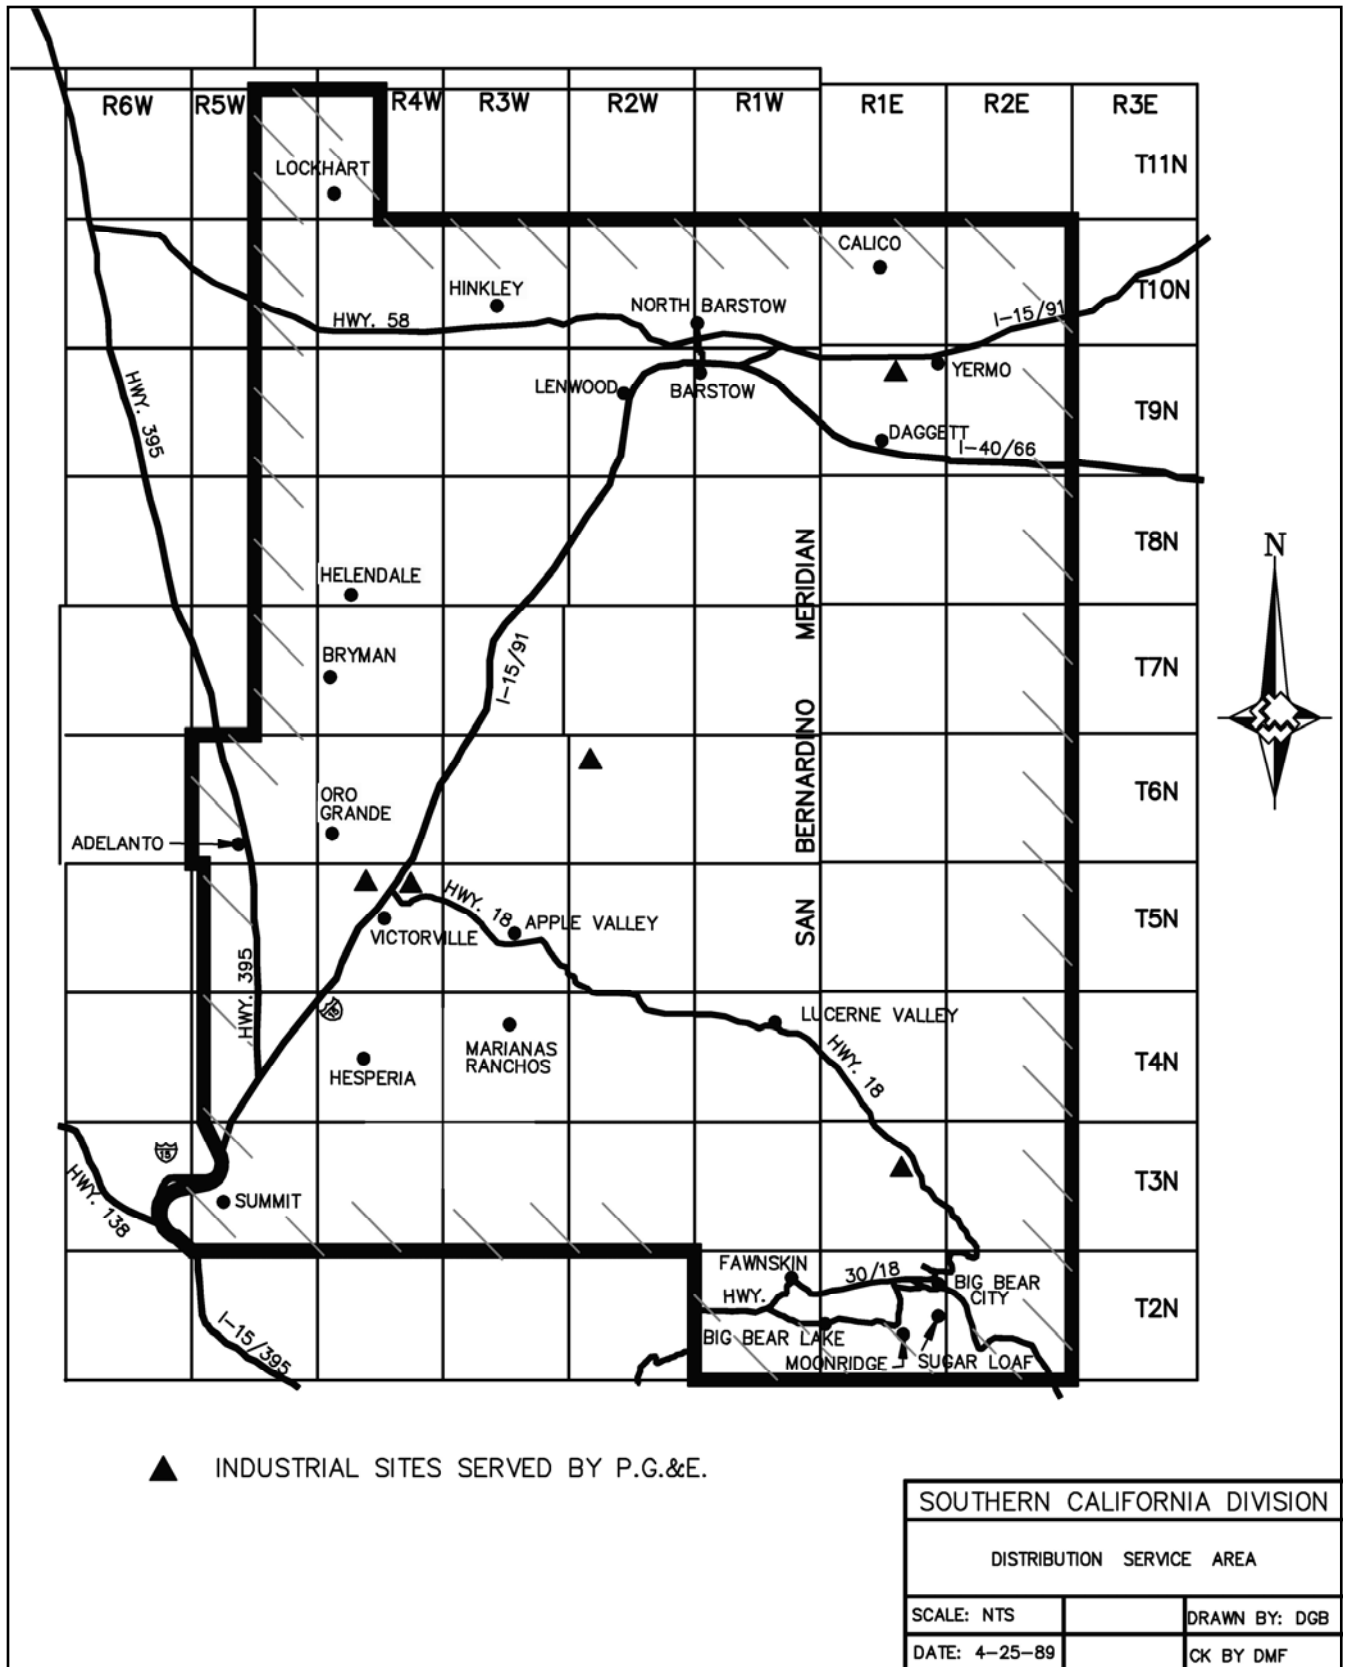 R6W R5W R4W R3W R2W R1W R1E R2E R3E
T11N
LOCKHART
CALICO
T10N
HINKLEY
NORTH BARSTOW
HWY. 58
I-15/91
YERMO
HWY. 395
LENWOOD
BARSTOW
T9N
DAGGETT
I-40/66
T8N
N
HELENDALE
SAN BERNARDINO MERIDIAN
BRYMAN
I-15/91
T7N
ORO
GRANDE
T6N
ADELANTO
HWY. 18
APPLE VALLEY
T5N
VICTORVILLE
HWY. 395
15
LUCERNE VALLEY
MARIANAS
RANCHOS
HESPERIA
HWY. 18
T4N
15
HWY. 138
SUMMIT
T3N
FAWNSKIN
30/18
BIG BEAR
CITY
HWY.
T2N
BIG BEAR LAKE
MOONRIDGE
SUGAR LOAF
I-15/395
INDUSTRIAL SITES SERVED BY P.G.&E.
SOUTHERN CALIFORNIA DIVISION
DISTRIBUTION SERVICE AREA
SCALE: NTS
DRAWN BY: DGB
DATE: 4-25-89
CK BY DMF